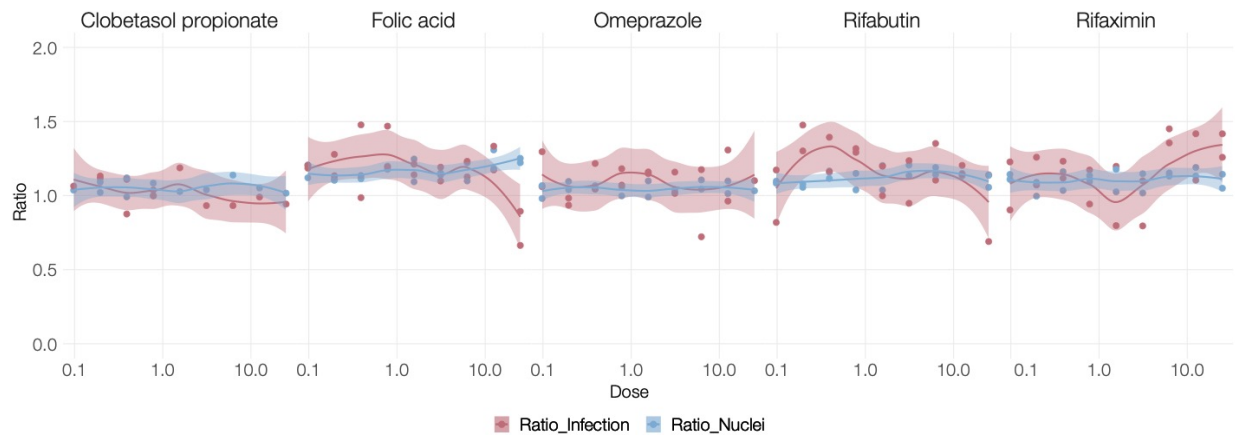 Clobetasol propionate Folic acid Omeprazole Rifabutin Rifaximin
2.0
1.5
1.0
0.5
0.0
Ratio
0.1 1.0 10.0 0.1 1.0 10.0 0.1 1.0 10.0 0.1 1.0 10.0 0.1 1.0 10.0
Dose
Ratio_Infection Ratio_Nuclei